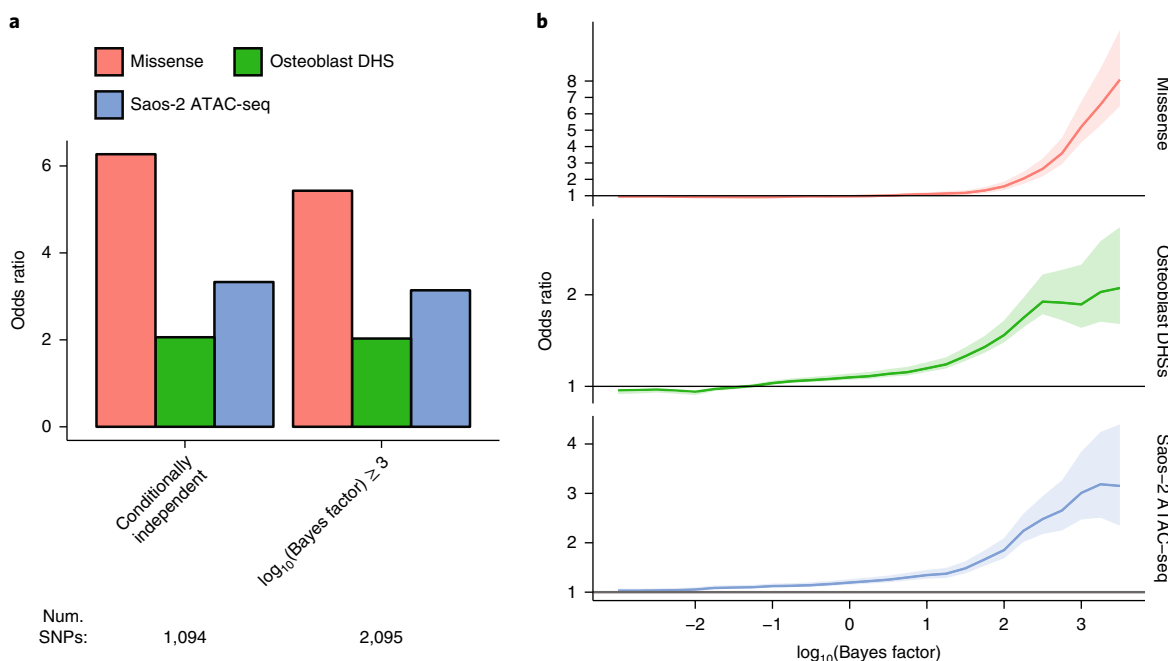 a
Missense
Osteoblast DHS
Saos-2 ATAC-seq
Odds ratio
6
4
2
0
Conditionally
independent
log₁₀(Bayes factor) ≥ 3
Num.
SNPs:
1,094
2,095
b
Odds ratio
8
7
6
5
4
3
2
1
Missense
2
1
Osteoblast DHSs
4
3
2
1
Saos−2 ATAC−seq
−2
−1
0
1
2
3
log₁₀(Bayes factor)